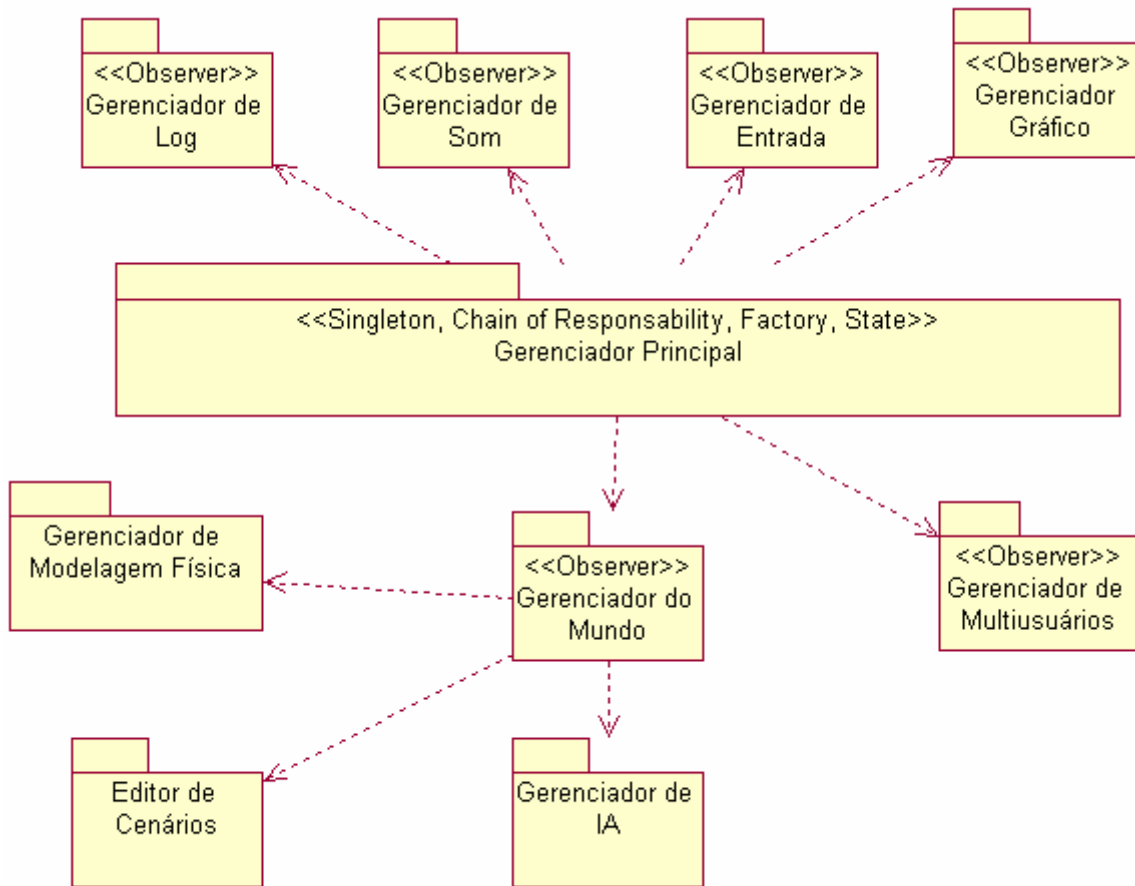 <<Observer>>
Gerenciador de
Log
<<Observer>>
Gerenciador de
Som
<<Observer>>
Gerenciador de
Entrada
<<Observer>>
Gerenciador
Gráfico
<<Singleton, Chain of Responsability, Factory, State>>
Gerenciador Principal
Gerenciador de
Modelagem Física
<<Observer>>
Gerenciador do
Mundo
<<Observer>>
Gerenciador de
Multiusuários
Editor de
Cenários
Gerenciador de
IA